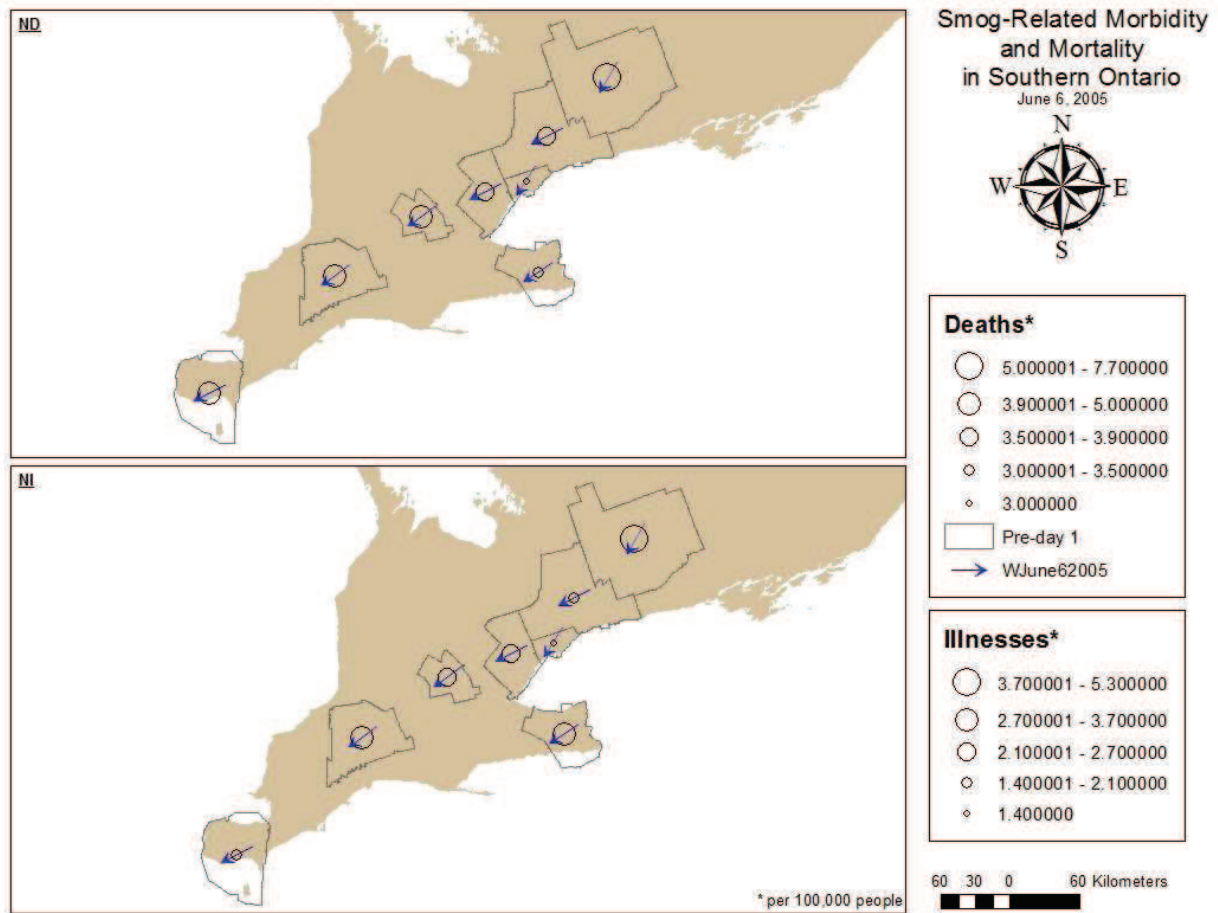 ND
NI
* per 100,000 people
Smog-Related Morbidity
and Mortality
in Southern Ontario
June 6, 2005
N
W E
S
Deaths*
5.000001 - 7.700000
3.900001 - 5.000000
3.500001 - 3.900000
3.000001 - 3.500000
3.000000
Pre-day 1
WJune62005
Illnesses*
3.700001 - 5.300000
2.700001 - 3.700000
2.100001 - 2.700000
1.400001 - 2.100000
1.400000
60 30 0 60 Kilometers